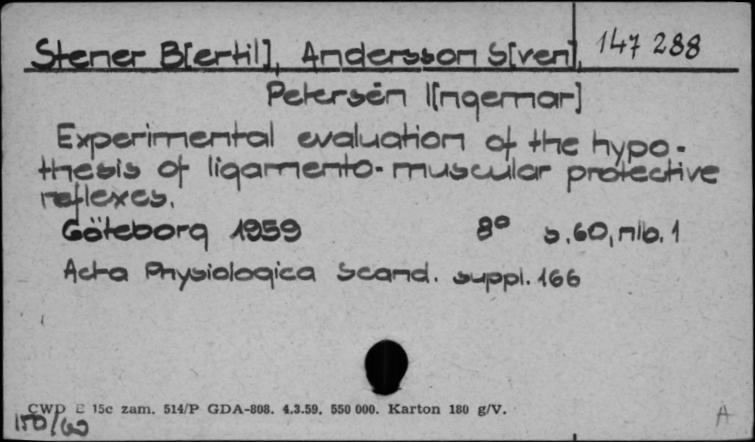 Stener B[ertil], Andersson S[ven], 147 288
Petersén I[ngemar]
Experimental evaluation of the hypo-
thesis of ligamento-muscular protective
reflexes.
Göteborg 1959 8° s. 60, nlb. 1
Acta Physiologica Scand. suppl. 166
CWD E 15c zam. 514/P GDA-808. 4.3.59. 550 000. Karton 180 g/V.
150/60 A